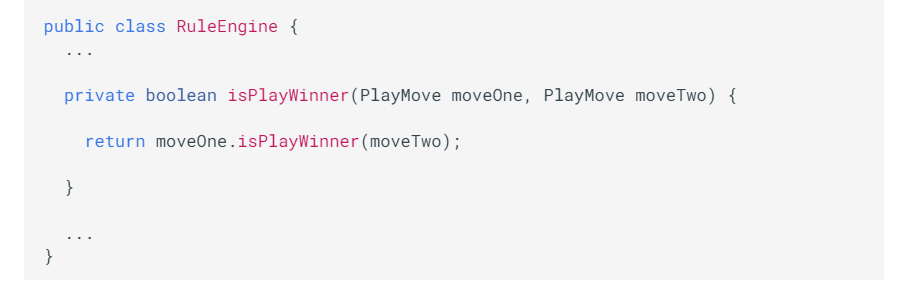 public class RuleEngine {
...
private boolean isPlayWinner(PlayMove moveOne, PlayMove moveTwo) {
return moveOne.isPlayWinner(moveTwo);
}
...
}